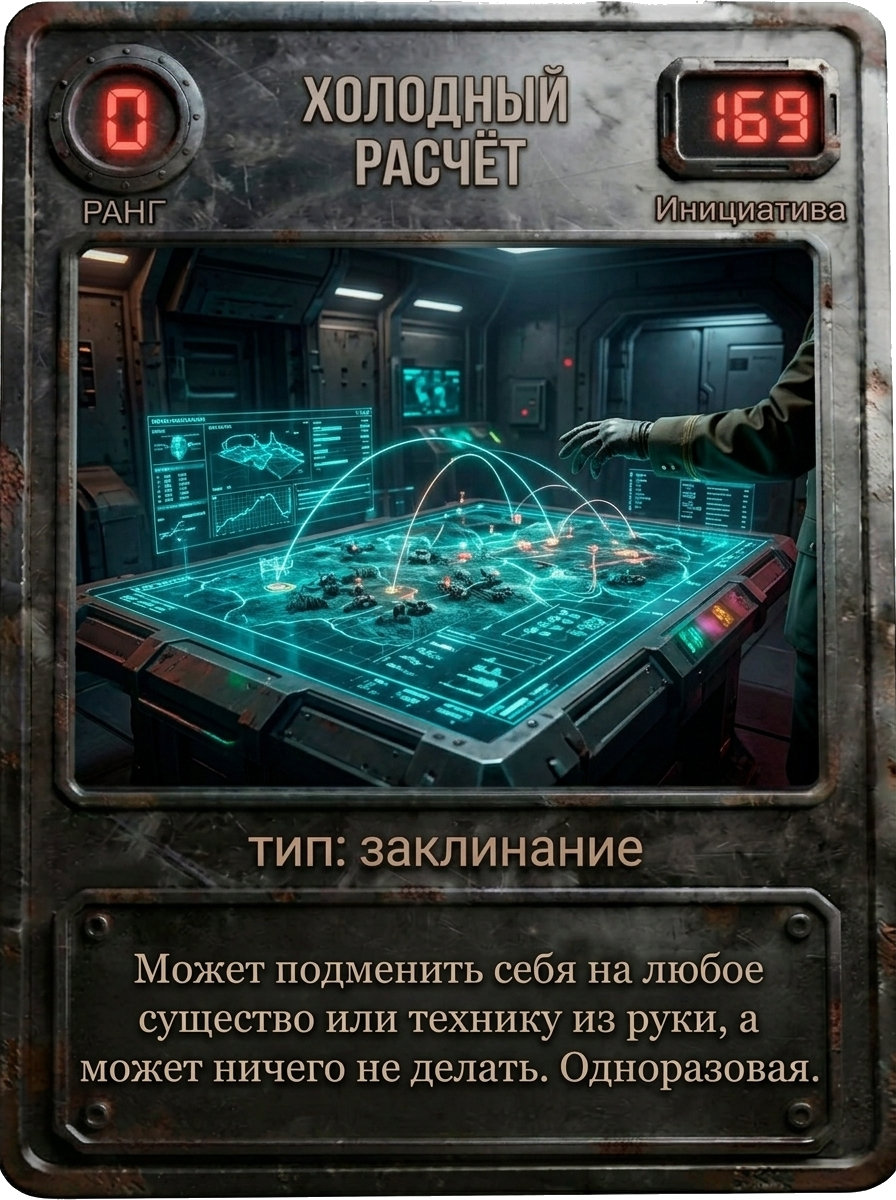 0
ХОЛОДНЫЙ
РАСЧЁТ
169
РАНГ
Инициатива
тип: заклинание
Может подменить себя на любое
существо или технику из руки, а
может ничего не делать. Одноразовая.